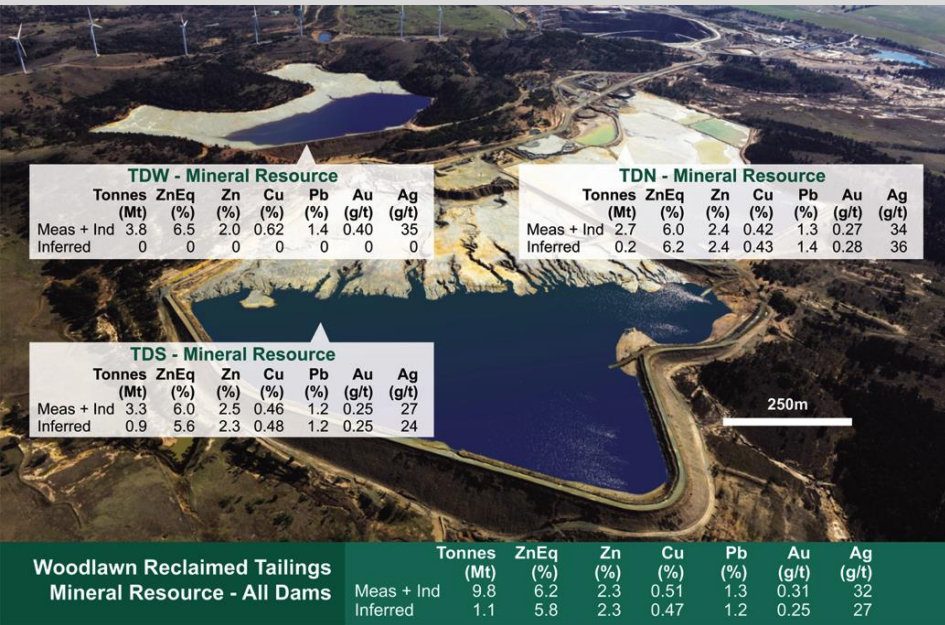 TDW - Mineral Resource
Tonnes ZnEq Zn Cu Pb Au Ag
(Mt) (%) (%) (%) (%) (g/t) (g/t)
Meas + Ind 3.8 6.5 2.0 0.62 1.4 0.40 35
Inferred 0 0 0 0 0 0 0
TDN - Mineral Resource
Tonnes ZnEq Zn Cu Pb Au Ag
(Mt) (%) (%) (%) (%) (g/t) (g/t)
Meas + Ind 2.7 6.0 2.4 0.42 1.3 0.27 34
Inferred 0.2 6.2 2.4 0.43 1.4 0.28 36
TDS - Mineral Resource
Tonnes ZnEq Zn Cu Pb Au Ag
(Mt) (%) (%) (%) (%) (g/t) (g/t)
Meas + Ind 3.3 6.0 2.5 0.46 1.2 0.25 27
Inferred 0.9 5.6 2.3 0.48 1.2 0.25 24
250m
Woodlawn Reclaimed Tailings
Mineral Resource - All Dams
Tonnes ZnEq Zn Cu Pb Au Ag
(Mt) (%) (%) (%) (%) (g/t) (g/t)
Meas + Ind 9.8 6.2 2.3 0.51 1.3 0.31 32
Inferred 1.1 5.8 2.3 0.47 1.2 0.25 27